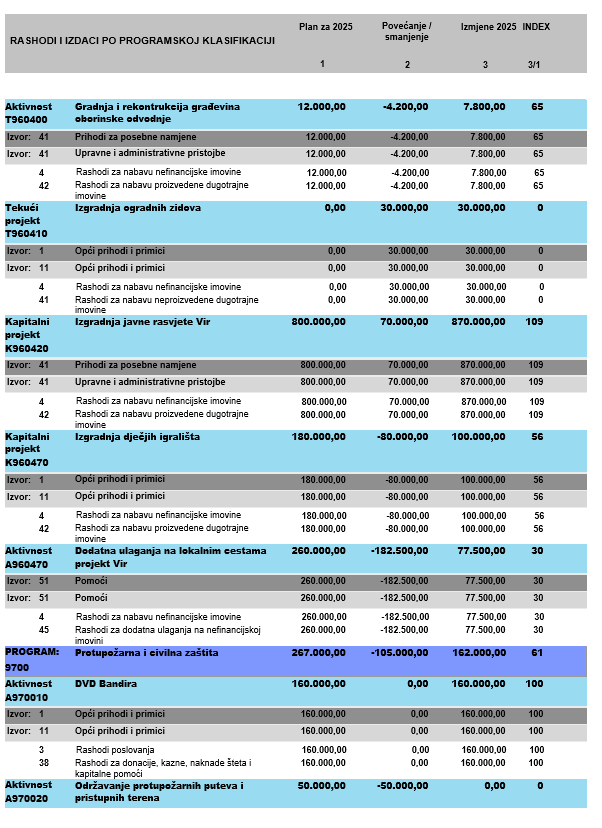 RASHODI I IZDACI PO PROGRAMSKOJ KLASIFIKACIJI Plan za 2025 Povećanje / smanjenje Izmjene 2025 INDEX
1 2 3 3/1
Aktivnost T960400 Gradnja i rekonstrukcija građevina oborinske odvodnje 12.000,00 -4.200,00 7.800,00 65
Izvor: 41 Prihodi za posebne namjene 12.000,00 -4.200,00 7.800,00 65
Izvor: 41 Upravne i administrativne pristojbe 12.000,00 -4.200,00 7.800,00 65
4 Rashodi za nabavu nefinancijske imovine 12.000,00 -4.200,00 7.800,00 65
42 Rashodi za nabavu proizvedene dugotrajne imovine 12.000,00 -4.200,00 7.800,00 65
Tekući projekt T960410 Izgradnja ogradnih zidova 0,00 30.000,00 30.000,00 0
Izvor: 1 Opći prihodi i primici 0,00 30.000,00 30.000,00 0
Izvor: 11 Opći prihodi i primici 0,00 30.000,00 30.000,00 0
4 Rashodi za nabavu nefinancijske imovine 0,00 30.000,00 30.000,00 0
41 Rashodi za nabavu neproizvedene dugotrajne imovine 0,00 30.000,00 30.000,00 0
Kapitalni projekt K960420 Izgradnja javne rasvjete Vir 800.000,00 70.000,00 870.000,00 109
Izvor: 41 Prihodi za posebne namjene 800.000,00 70.000,00 870.000,00 109
Izvor: 41 Upravne i administrativne pristojbe 800.000,00 70.000,00 870.000,00 109
4 Rashodi za nabavu nefinancijske imovine 800.000,00 70.000,00 870.000,00 109
42 Rashodi za nabavu proizvedene dugotrajne imovine 800.000,00 70.000,00 870.000,00 109
Kapitalni projekt K960470 Izgradnja dječjih igrališta 180.000,00 -80.000,00 100.000,00 56
Izvor: 1 Opći prihodi i primici 180.000,00 -80.000,00 100.000,00 56
Izvor: 11 Opći prihodi i primici 180.000,00 -80.000,00 100.000,00 56
4 Rashodi za nabavu nefinancijske imovine 180.000,00 -80.000,00 100.000,00 56
42 Rashodi za nabavu proizvedene dugotrajne imovine 180.000,00 -80.000,00 100.000,00 56
Aktivnost A960470 Dodatna ulaganja na lokalnim cestama projekt Vir 260.000,00 -182.500,00 77.500,00 30
Izvor: 51 Pomoći 260.000,00 -182.500,00 77.500,00 30
Izvor: 51 Pomoći 260.000,00 -182.500,00 77.500,00 30
4 Rashodi za nabavu nefinancijske imovine 260.000,00 -182.500,00 77.500,00 30
45 Rashodi za dodatna ulaganja na nefinancijskoj imovini 260.000,00 -182.500,00 77.500,00 30
PROGRAM: 9700 Protupožarna i civilna zaštita 267.000,00 -105.000,00 162.000,00 61
Aktivnost A970010 DVD Bandira 160.000,00 0,00 160.000,00 100
Izvor: 1 Opći prihodi i primici 160.000,00 0,00 160.000,00 100
Izvor: 11 Opći prihodi i primici 160.000,00 0,00 160.000,00 100
3 Rashodi poslovanja 160.000,00 0,00 160.000,00 100
38 Rashodi za donacije, kazne, naknade šteta i kapitalne pomoći 160.000,00 0,00 160.000,00 100
Aktivnost A970020 Održavanje protupožarnih puteva i pristupnih terena 50.000,00 -50.000,00 0,00 0